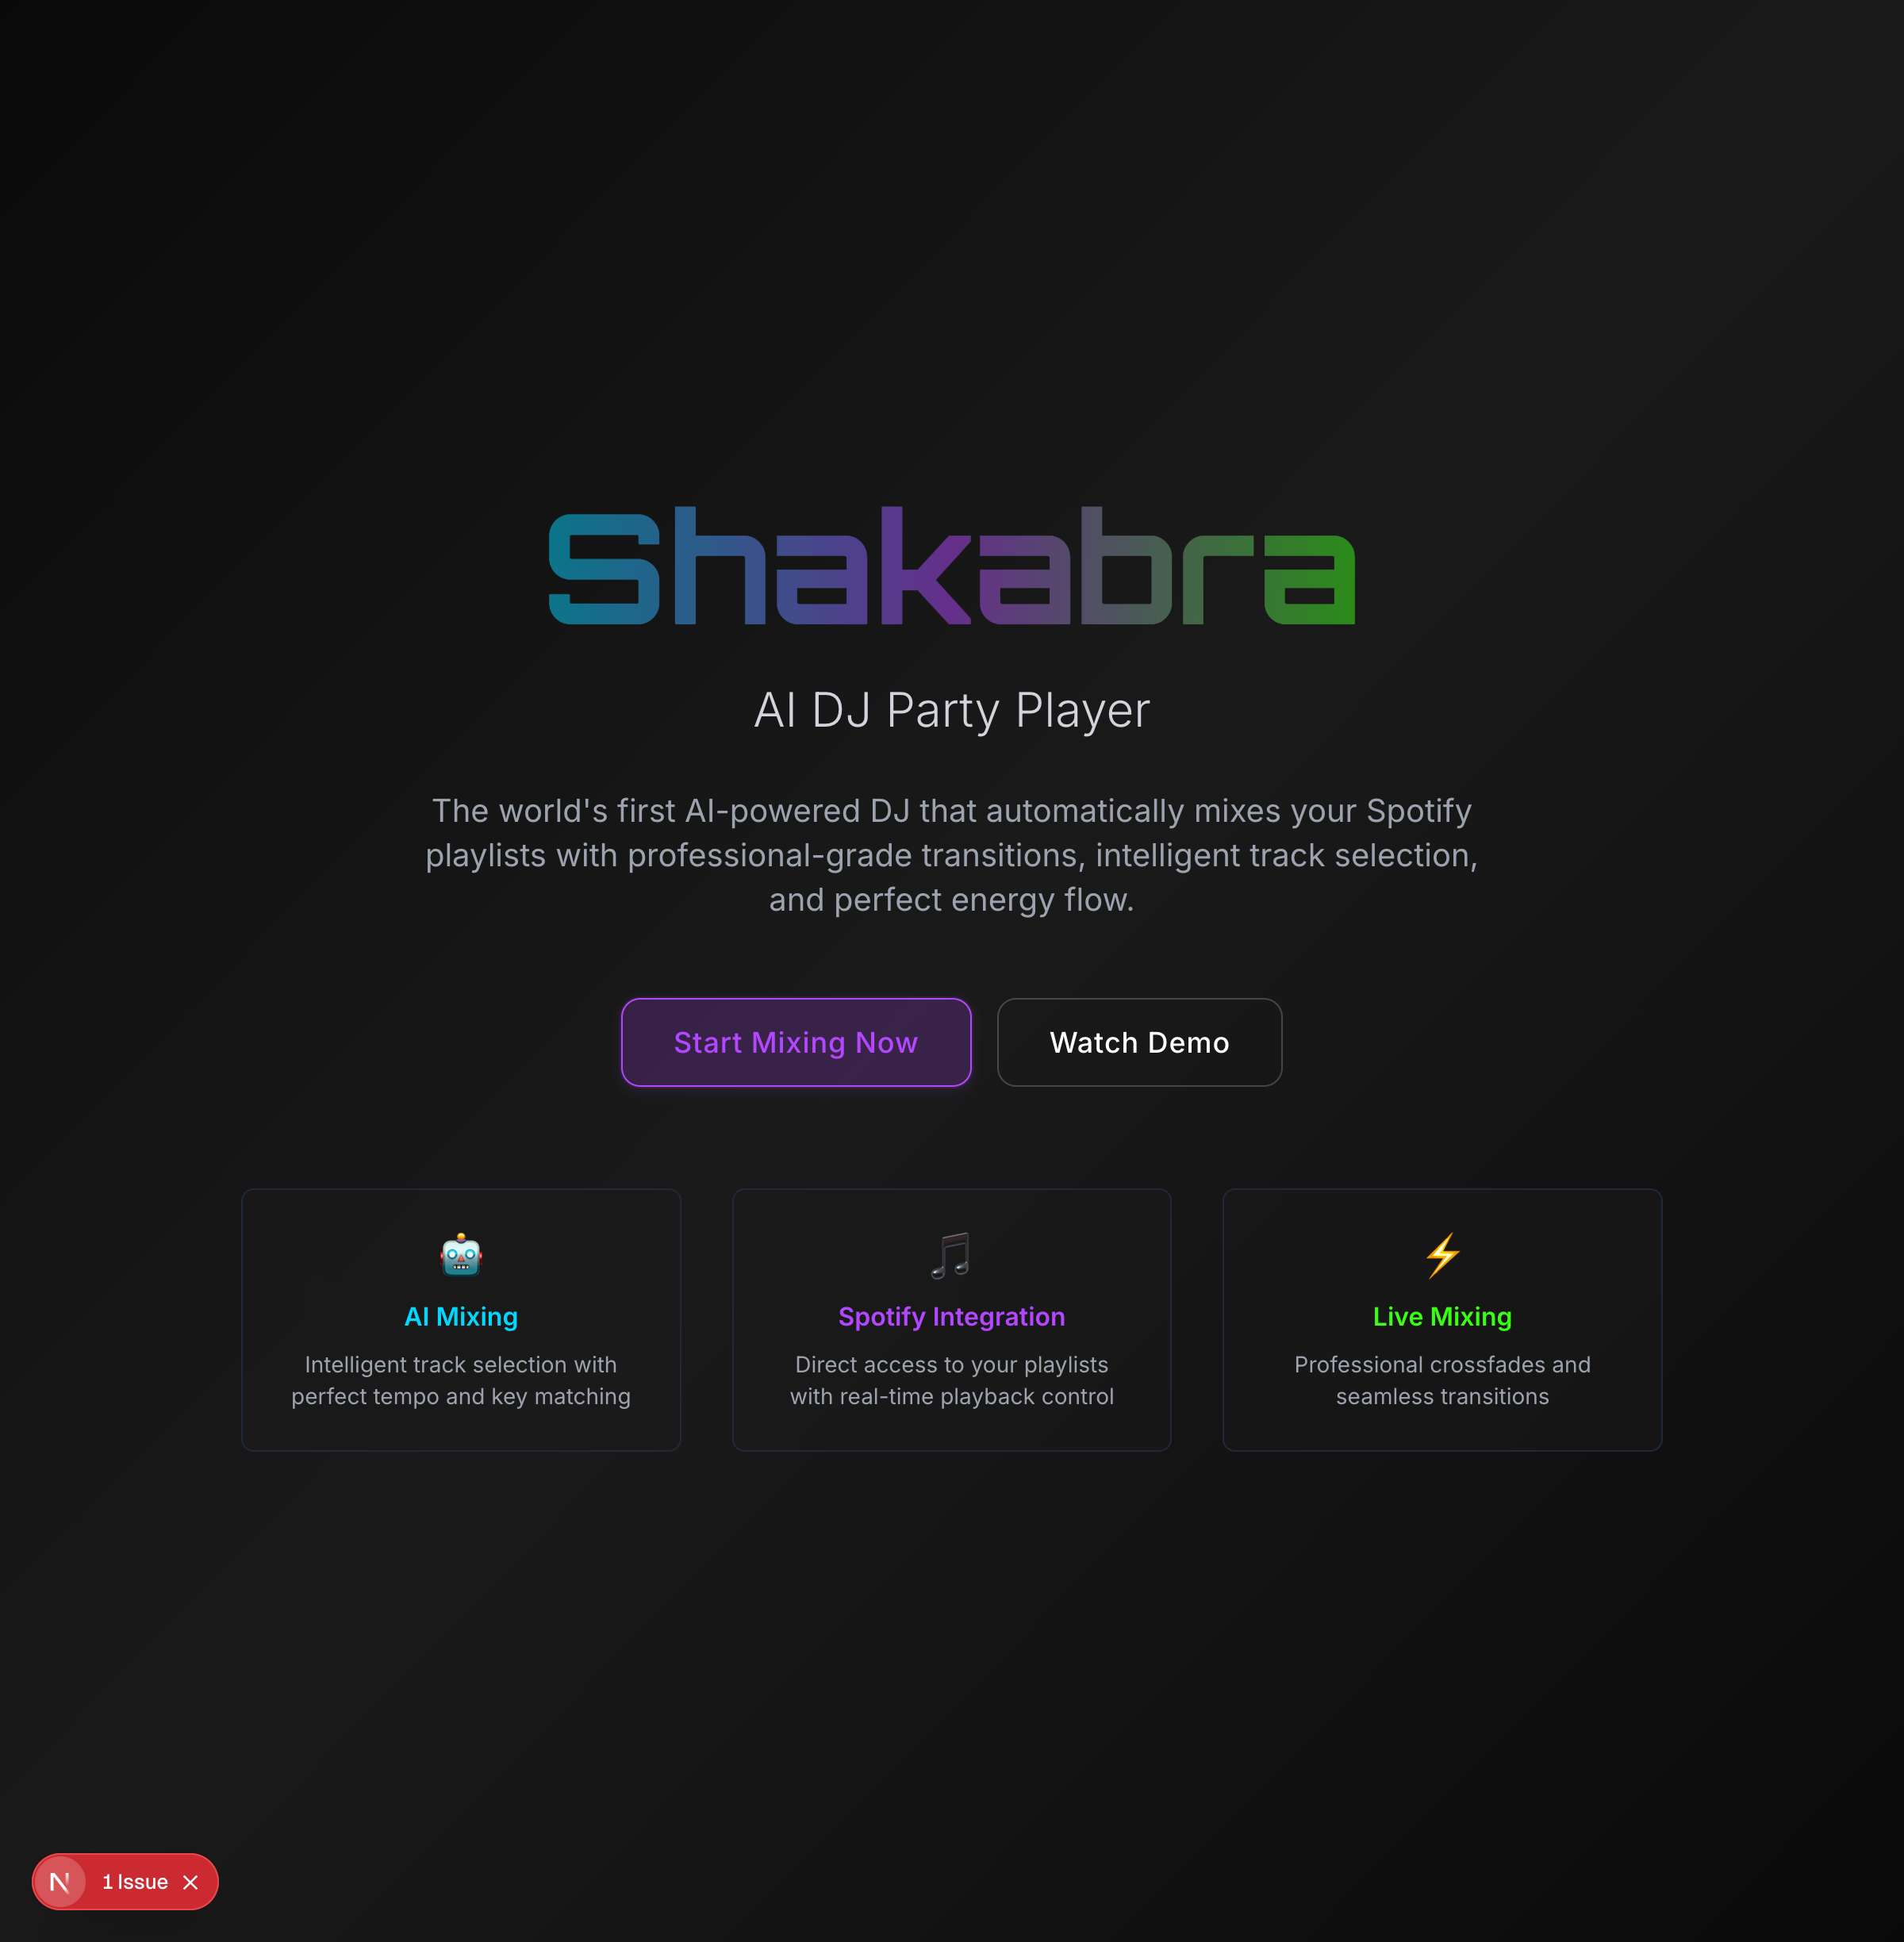 Shakabra
AI DJ Party Player
The world's first AI-powered DJ that automatically mixes your Spotify
playlists with professional-grade transitions, intelligent track selection,
and perfect energy flow.
Start Mixing Now
Watch Demo
AI Mixing
Intelligent track selection with
perfect tempo and key matching
Spotify Integration
Direct access to your playlists
with real-time playback control
Live Mixing
Professional crossfades and
seamless transitions
N
1 Issue